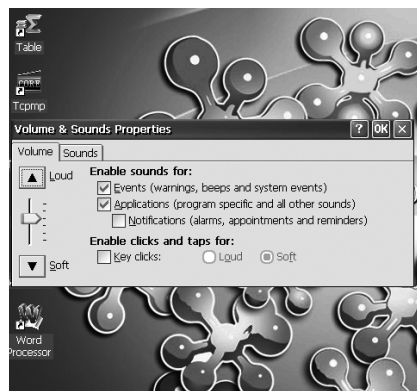 Table
CORE
Tcpmp
Volume & Sounds Properties ? OK ×
Volume Sounds
Loud
Soft
Enable sounds for:
Events (warnings, beeps and system events)
Applications (program specific and all other sounds)
Notifications (alarms, appointments and reminders)
Enable clicks and taps for:
Key clicks: Loud Soft
Word
Processor